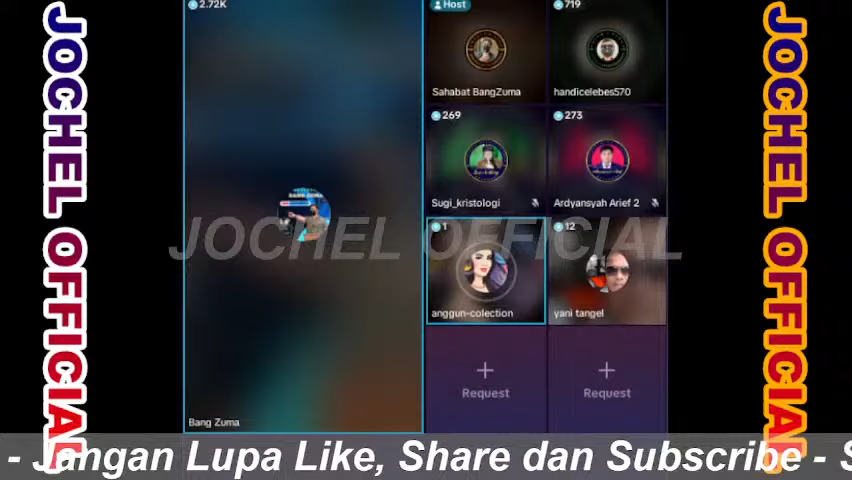 JOCHEL OFFICIAL
2.72K
Host
719
Sahabat BangZuma
handicelebes570
269
273
Sugi_kristologi
Ardyansyah Arief 2
JOCHEL OFFICIAL
1
12
anggun-colection
yani tangel
+
+
Request
Request
Bang Zuma
JOCHEL OFFICIAL
- Jangan Lupa Like, Share dan Subscribe - S